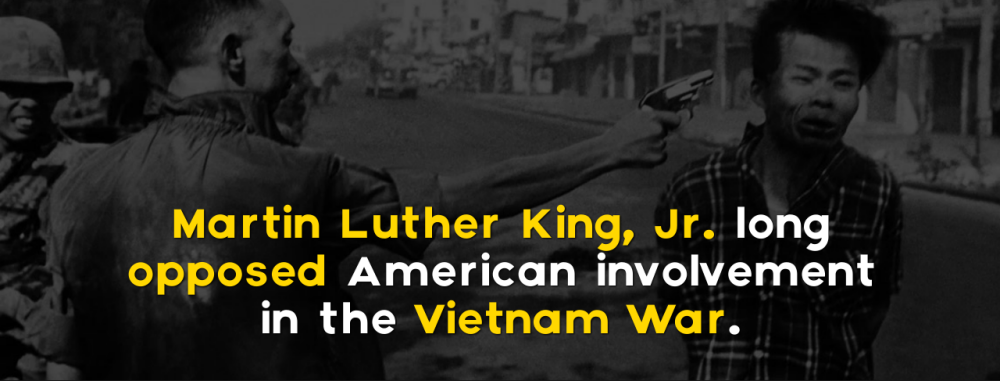 Martin Luther King, Jr. long
opposed American involvement
in the Vietnam War.